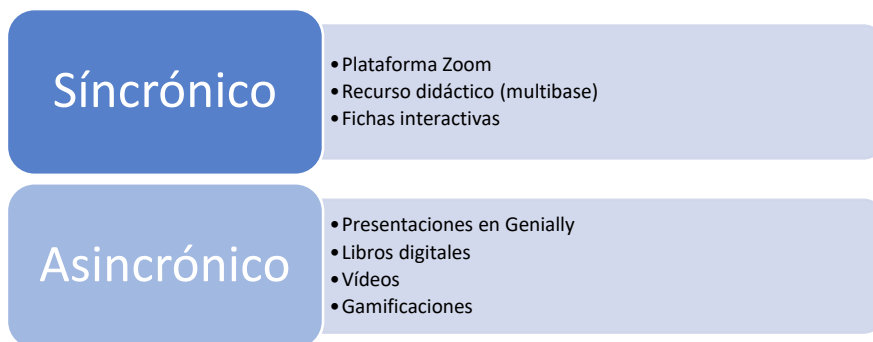 Síncrónico
•Plataforma Zoom
•Recurso didáctico (multibase)
•Fichas interactivas
Asincrónico
•Presentaciones en Genially
•Libros digitales
•Vídeos
•Gamificaciones